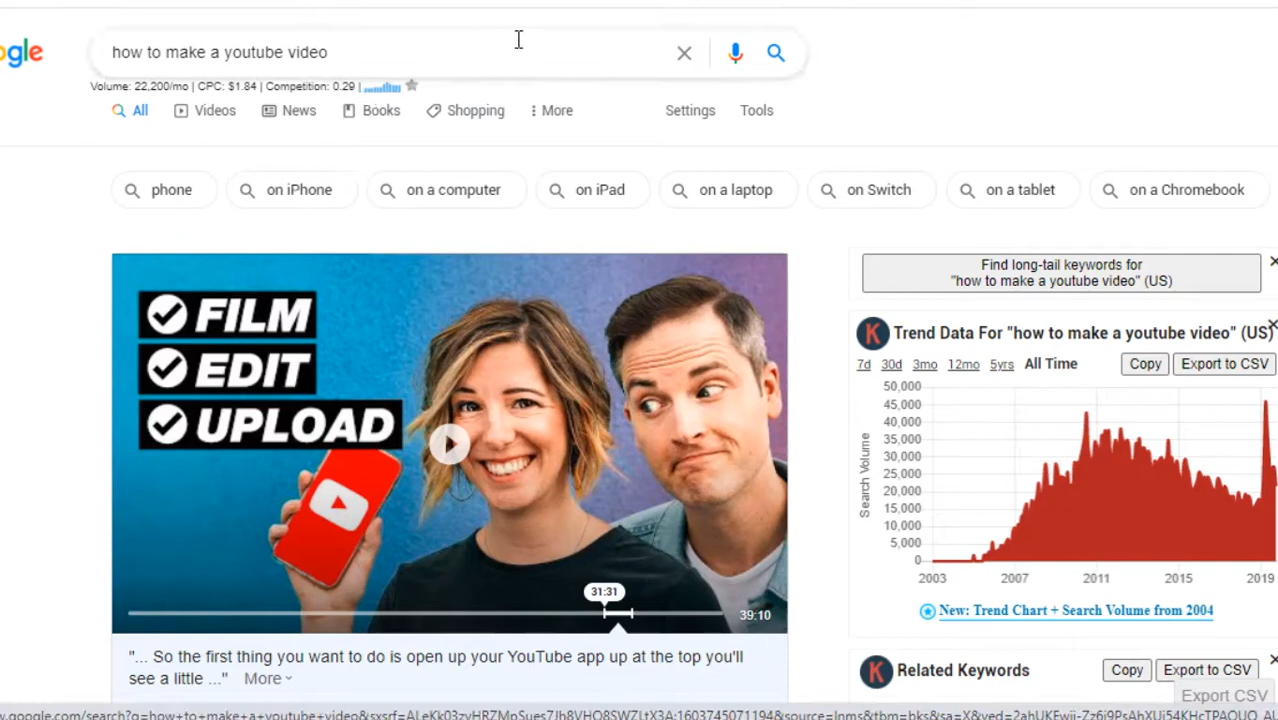 ogle
how to make a youtube video
Volume: 22,200/mo | CPC: $1.84 | Competition: 0.29 |
All Videos News Books Shopping More Settings Tools
phone on iPhone on a computer on iPad on a laptop on Switch on a tablet on a Chromebook
FILM
EDIT
UPLOAD
31:31
39:10
"... So the first thing you want to do is open up your YouTube app up at the top you'll
see a little ..." More
Find long-tail keywords for
"how to make a youtube video" (US)
K Trend Data For "how to make a youtube video" (US)
7d 30d 3mo 12mo 5yrs All Time Copy Export to CSV
Search Volume
50,000
45,000
40,000
35,000
30,000
25,000
20,000
15,000
10,000
5,000
0
2003 2007 2011 2015 2019
New: Trend Chart + Search Volume from 2004
K Related Keywords Copy Export to CSV
Export CSV